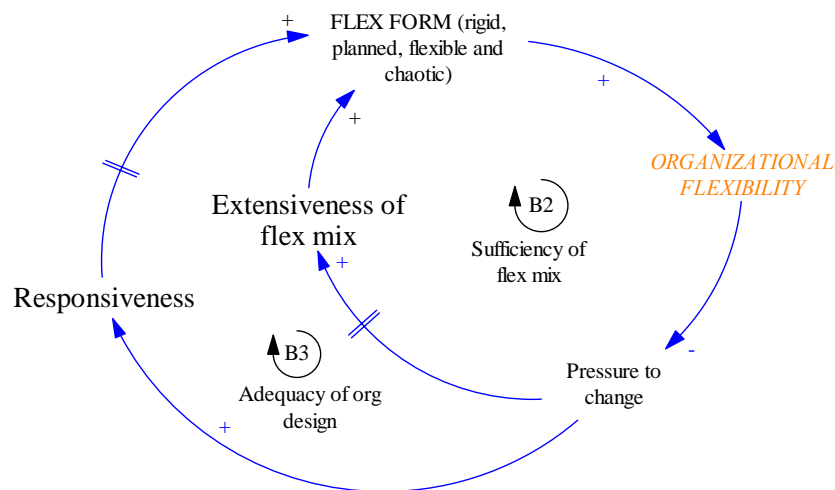 +
FLEX FORM (rigid,
planned, flexible and
chaotic)
+
+
ORGANIZATIONAL
FLEXIBILITY
B2
Extensiveness of
flex mix
Sufficiency of
flex mix
+
Responsiveness
B3
-
Pressure to
change
Adequacy of org
design
+